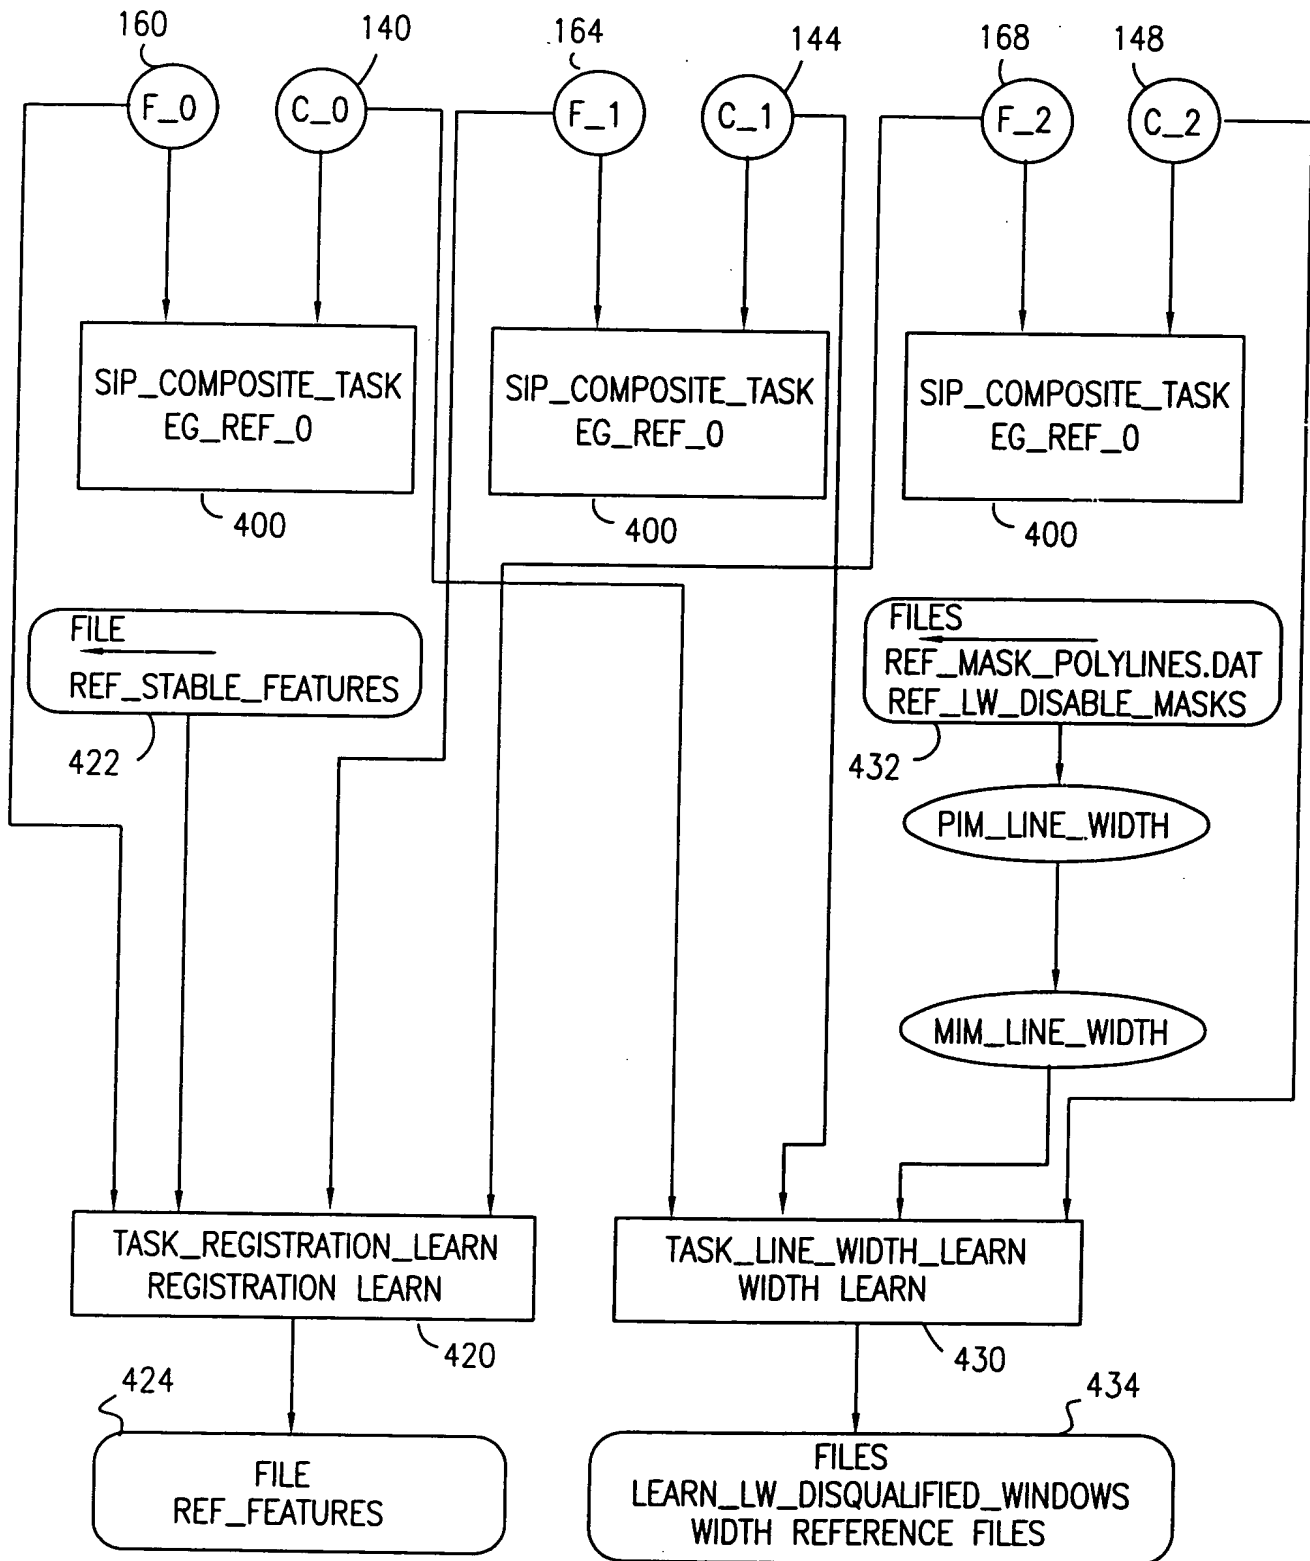 160
140
164
144
168
148
F_0
C_0
F_1
C_1
F_2
C_2
SIP_COMPOSITE_TASK
EG_REF_0
SIP_COMPOSITE_TASK
EG_REF_0
SIP_COMPOSITE_TASK
EG_REF_0
400
400
400
FILE
REF_STABLE_FEATURES
422
FILES
REF_MASK_POLYLINES.DAT
REF_LW_DISABLE_MASKS
432
PIM_LINE_WIDTH
MIM_LINE_WIDTH
TASK_REGISTRATION_LEARN
REGISTRATION LEARN
420
TASK_LINE_WIDTH_LEARN
WIDTH LEARN
430
424
FILE
REF_FEATURES
434
FILES
LEARN_LW_DISQUALIFIED_WINDOWS
WIDTH REFERENCE FILES